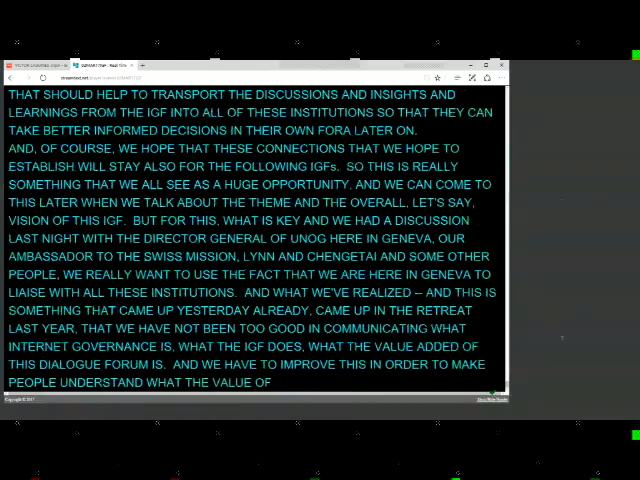 THAT SHOULD HELP TO TRANSPORT THE DISCUSSIONS AND INSIGHTS AND
LEARNINGS FROM THE IGF INTO ALL OF THESE INSTITUTIONS SO THAT THEY CAN
TAKE BETTER INFORMED DECISIONS IN THEIR OWN FORA LATER ON.
AND, OF COURSE, WE HOPE THAT THESE CONNECTIONS THAT WE HOPE TO
ESTABLISH WILL STAY ALSO FOR THE FOLLOWING IGFs. SO THIS IS REALLY
SOMETHING THAT WE ALL SEE AS A HUGE OPPORTUNITY, AND WE CAN COME TO
THIS LATER WHEN WE TALK ABOUT THE THEME AND THE OVERALL, LET'S SAY,
VISION OF THIS IGF. BUT FOR THIS, WHAT IS KEY AND WE HAD A DISCUSSION
LAST NIGHT WITH THE DIRECTOR GENERAL OF UNOG HERE IN GENEVA, OUR
AMBASSADOR TO THE SWISS MISSION, LYNN AND CHENGETAI AND SOME OTHER
PEOPLE, WE REALLY WANT TO USE THE FACT THAT WE ARE HERE IN GENEVA TO
LIAISE WITH ALL THESE INSTITUTIONS. AND WHAT WE'VE REALIZED -- AND THIS IS
SOMETHING THAT CAME UP YESTERDAY ALREADY, CAME UP IN THE RETREAT
LAST YEAR, THAT WE HAVE NOT BEEN TOO GOOD IN COMMUNICATING WHAT
INTERNET GOVERNANCE IS, WHAT THE IGF DOES, WHAT THE VALUE ADDED OF
THIS DIALOGUE FORUM IS. AND WE HAVE TO IMPROVE THIS IN ORDER TO MAKE
PEOPLE UNDERSTAND WHAT THE VALUE OF
Copyright © 2017